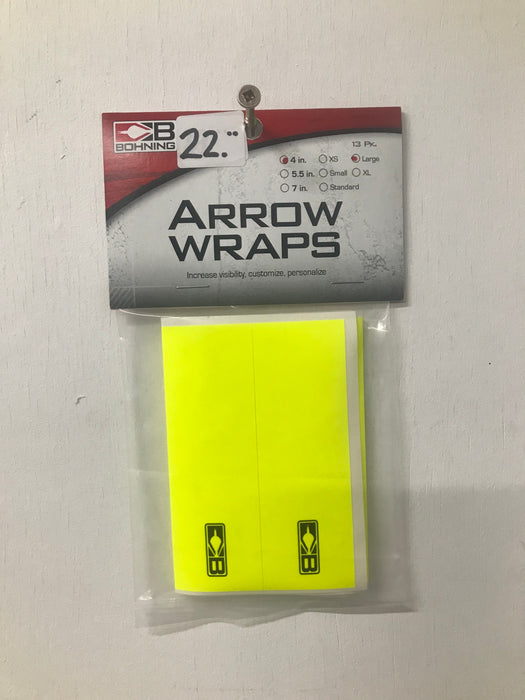 B
BOHNING
22.""
13 Pk.
4 in. XS Large
5.5 in. Small XL
7 in. Standard
ARROW
WRAPS
Increase visibility, customize, personalize
B
B